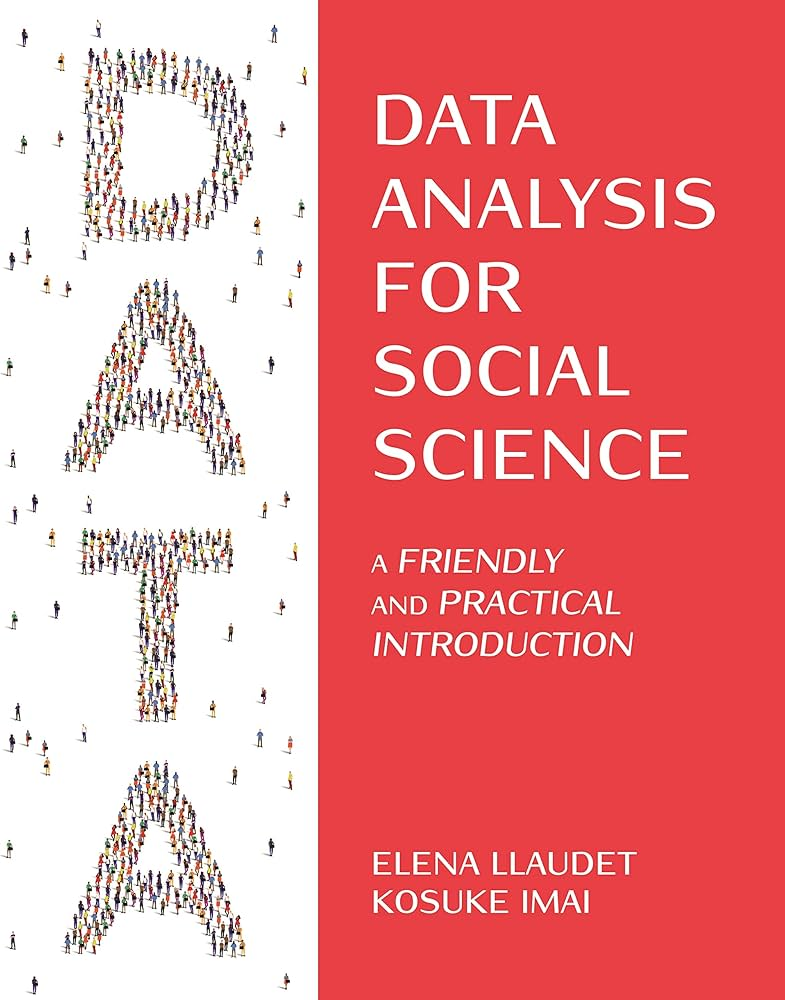 DATA
DATA
ANALYSIS
FOR
SOCIAL
SCIENCE
A FRIENDLY
AND PRACTICAL
INTRODUCTION
ELENA LLAUDET
KOSUKE IMAI